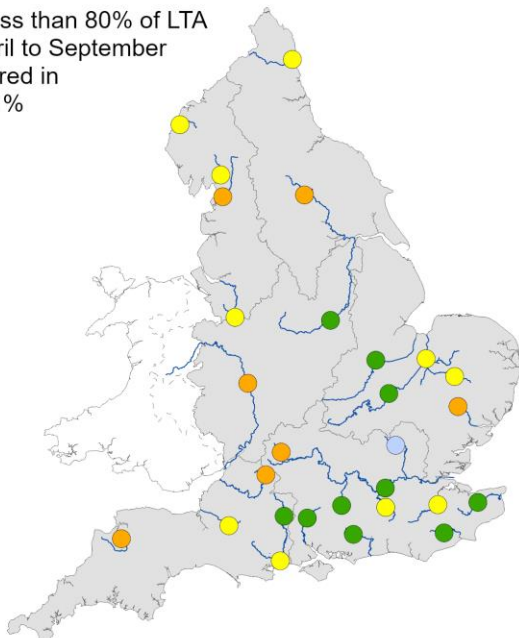 ss than 80% of LTA
ril to September
red in
%